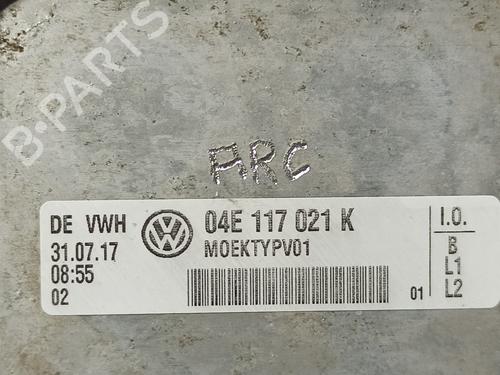 B-PARTS
ARC
DE VWH
31.07.17
08:55
02
04E 117 021 K
MOEKTYPV01
01
I.O.
B
L1
L2